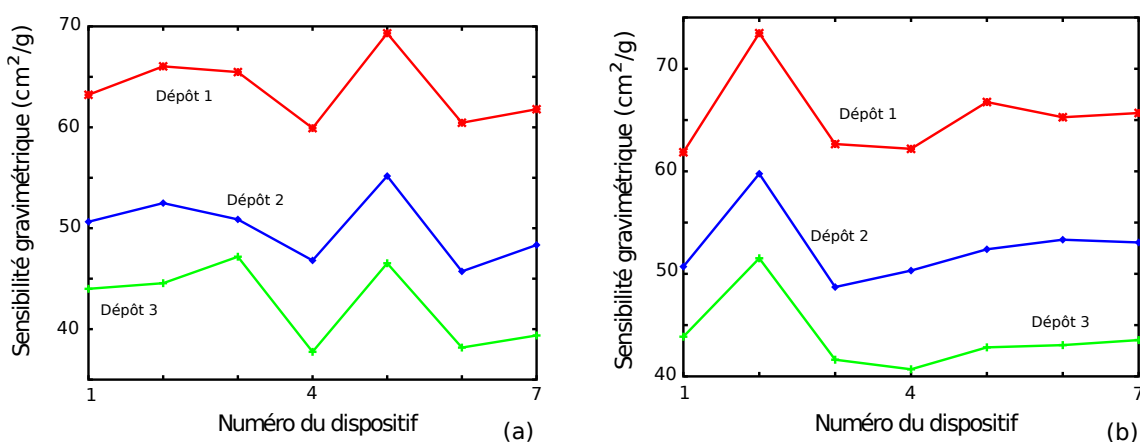 Sensibilité gravimétrique (cm²/g)
70
60
50
40
Dépôt 1
Dépôt 2
Dépôt 3
1
4
7
Numéro du dispositif
(a)
Sensibilité gravimétrique (cm²/g)
70
60
50
40
Dépôt 1
Dépôt 2
Dépôt 3
1
4
7
Numéro du dispositif
(b)